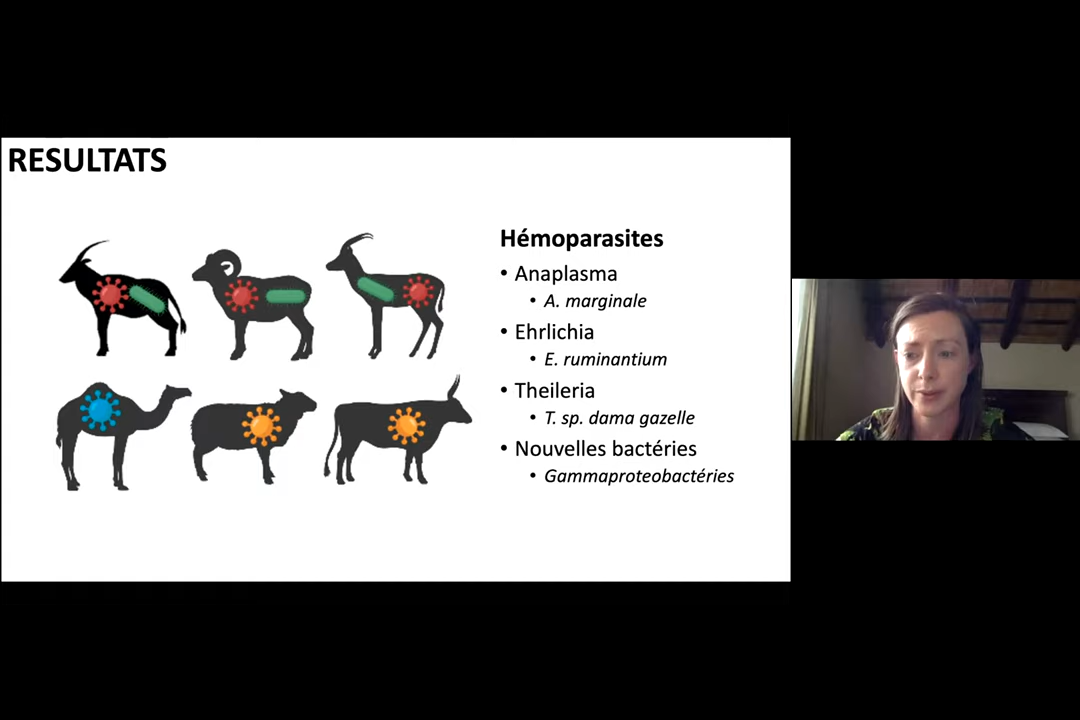 RESULTATS
Hémoparasites
• Anaplasma
• A. marginale
• Ehrlichia
• E. ruminantium
• Theileria
• T. sp. dama gazelle
• Nouvelles bactéries
• Gammaproteobactéries